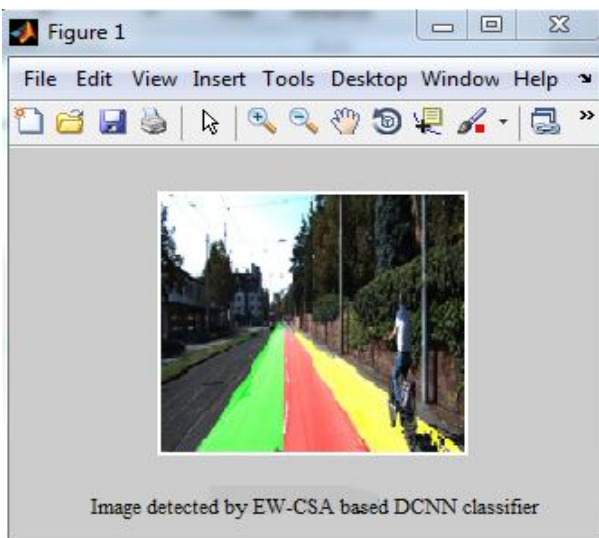 Figure 1
File Edit View Insert Tools Desktop Window Help
Image detected by EW-CSA based DCNN classifier